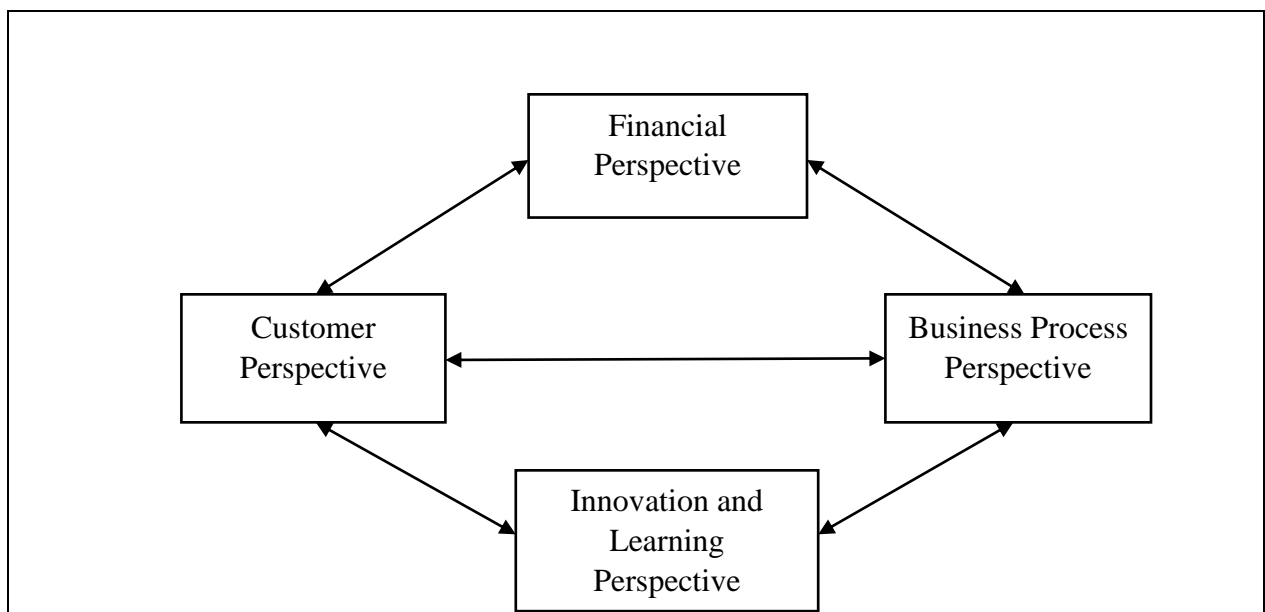 Financial
Perspective
Customer
Perspective
Business Process
Perspective
Innovation and
Learning
Perspective